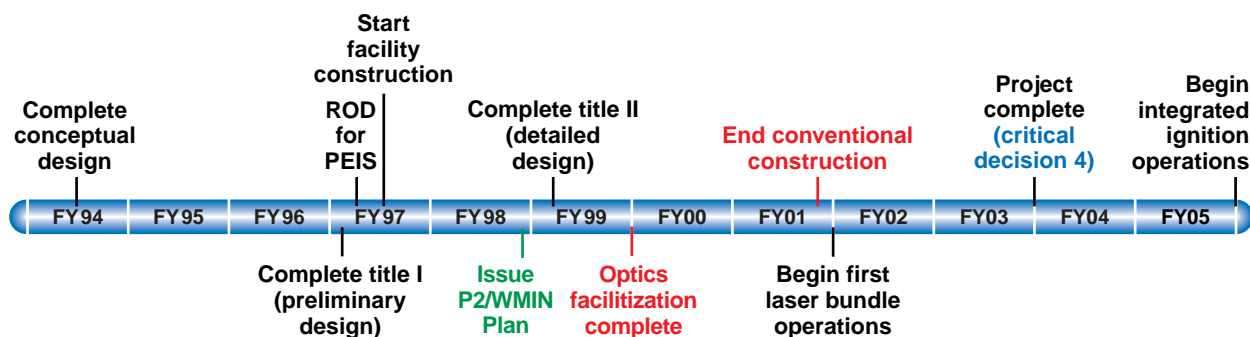 Start
facility
construction
Complete
conceptual
design
ROD
for
PEIS
Complete title II
(detailed
design)
End conventional
construction
Project
complete
(critical
decision 4)
Begin
integrated
ignition
operations
FY94 FY95 FY96 FY97 FY98 FY99 FY00 FY01 FY02 FY03 FY04 FY05
Complete title I
(preliminary
design)
Issue
P2/WMIN
Plan
Optics
facilitization
complete
Begin first
laser bundle
operations